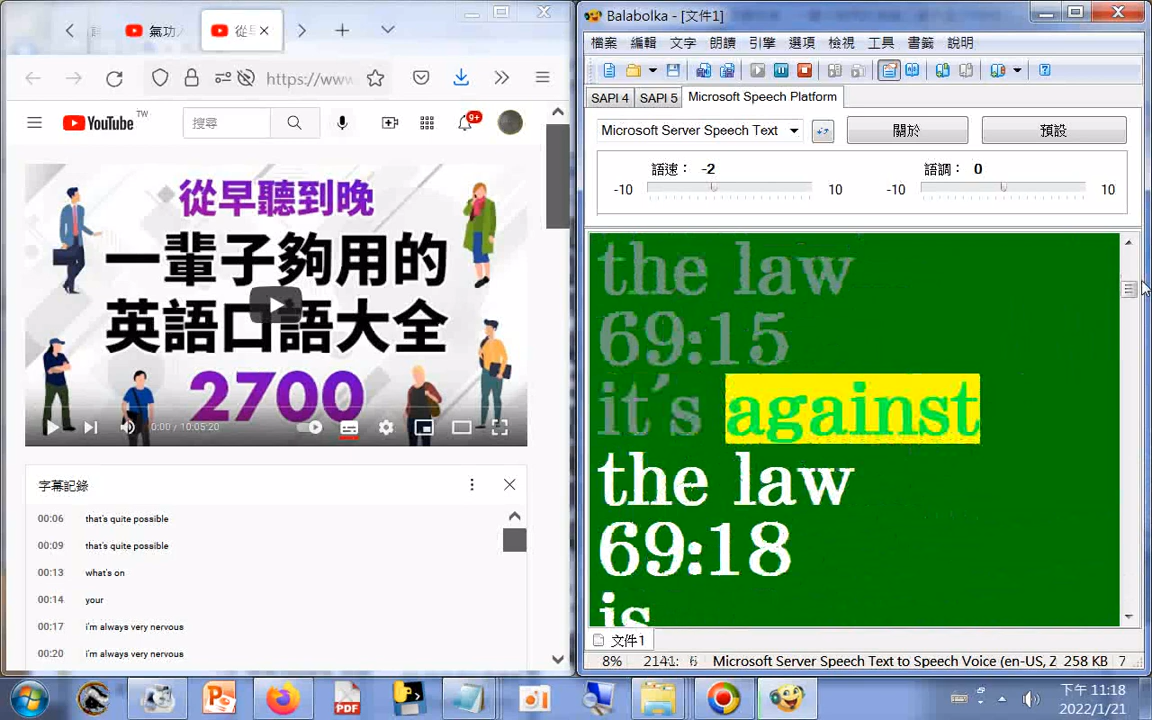 氣功
從早
https://www
YouTube TW
搜尋
9+
從早聽到晚
一輩子夠用的
英語口語大全
2700
0:00 / 10:05:20
字幕記錄
00:06 that's quite possible
00:09 that's quite possible
00:13 what's on
00:14 your
00:17 i'm always very nervous
00:20 i'm always very nervous
Balabolka - [文件1]
檔案 編輯 文字 朗讀 引擎 選項 檢視 工具 書籤 說明
SAPI 4 SAPI 5 Microsoft Speech Platform
Microsoft Server Speech Text 關於 預設
語速： -2 語調： 0
-10 10 -10 10
the law
69:15
it's against
the law
69:18
is
文件1
8% 2141: 6 Microsoft Server Speech Text to Speech Voice (en-US, Z 258 KB 7
PDF
下午 11:18
2022/1/21